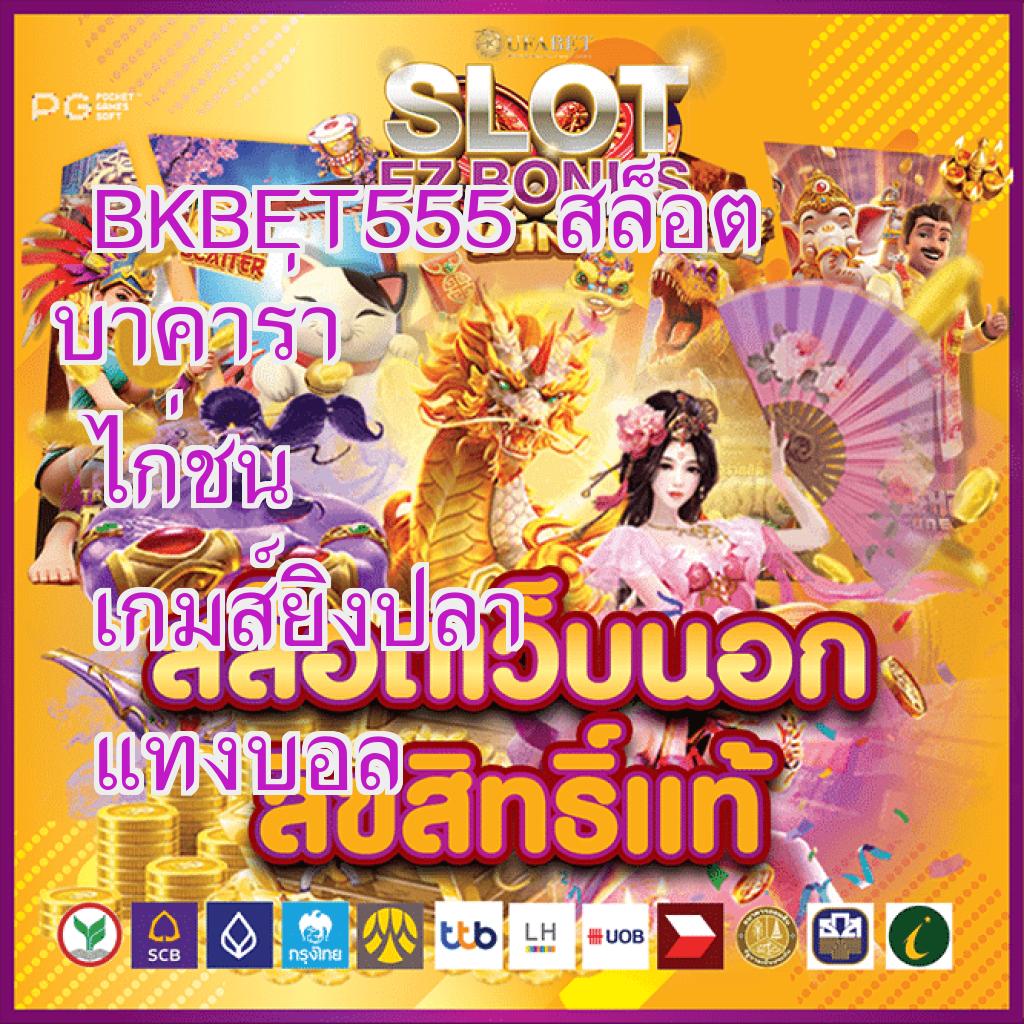 UFABET
PG POCKET GAMES SOFT
SLOT
EZ BONUS
BKBET555 สล็อต
บาคาร่า
ไก่ชน
เกมส์ยิงปลา
สล็อตเว็บนอก
แทงบอล
ลิขสิทธิ์แท้
SCB
กรุงไทย
ttb
LH
UOB